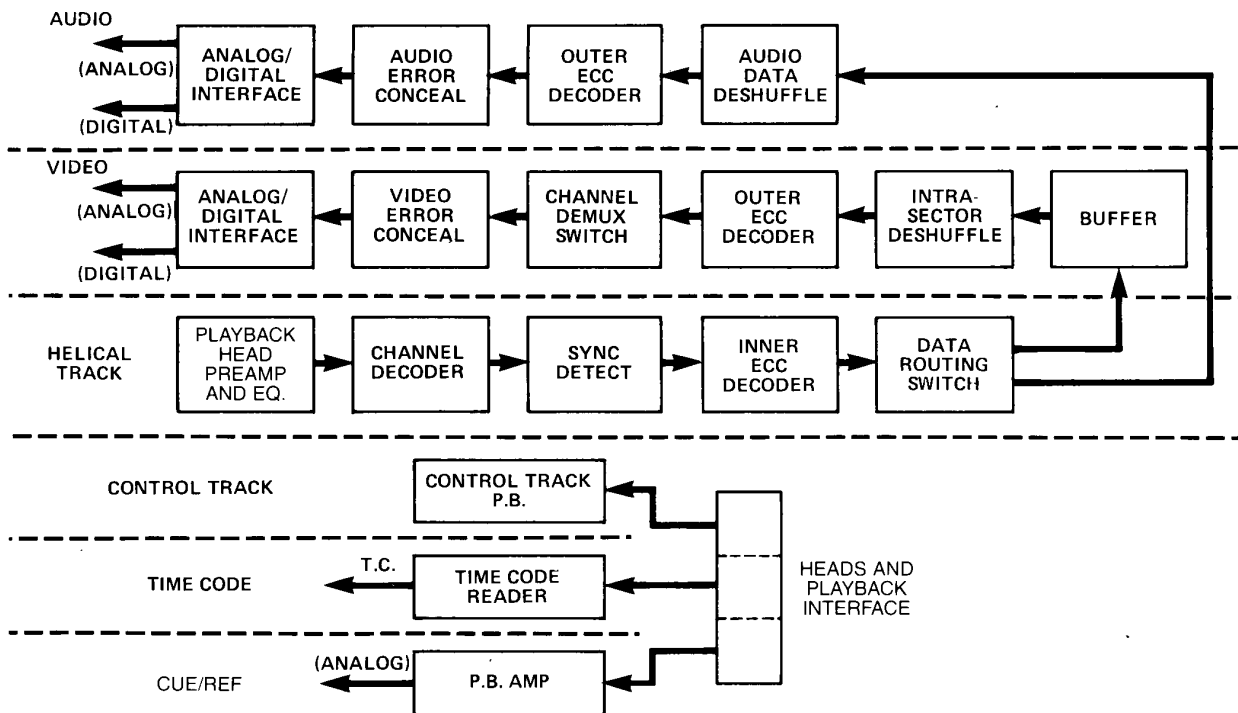 AUDIO
(ANALOG)
(DIGITAL)
ANALOG/
DIGITAL
INTERFACE
AUDIO
ERROR
CONCEAL
OUTER
ECC
DECODER
AUDIO
DATA
DESHUFFLE
VIDEO
(ANALOG)
(DIGITAL)
ANALOG/
DIGITAL
INTERFACE
VIDEO
ERROR
CONCEAL
CHANNEL
DEMUX
SWITCH
OUTER
ECC
DECODER
INTRA-
SECTOR
DESHUFFLE
BUFFER
HELICAL
TRACK
PLAYBACK
HEAD
PREAMP
AND EQ.
CHANNEL
DECODER
SYNC
DETECT
INNER
ECC
DECODER
DATA
ROUTING
SWITCH
CONTROL TRACK
CONTROL TRACK
P.B.
TIME CODE
T.C.
TIME CODE
READER
HEADS AND
PLAYBACK
INTERFACE
CUE/REF
(ANALOG)
P.B. AMP